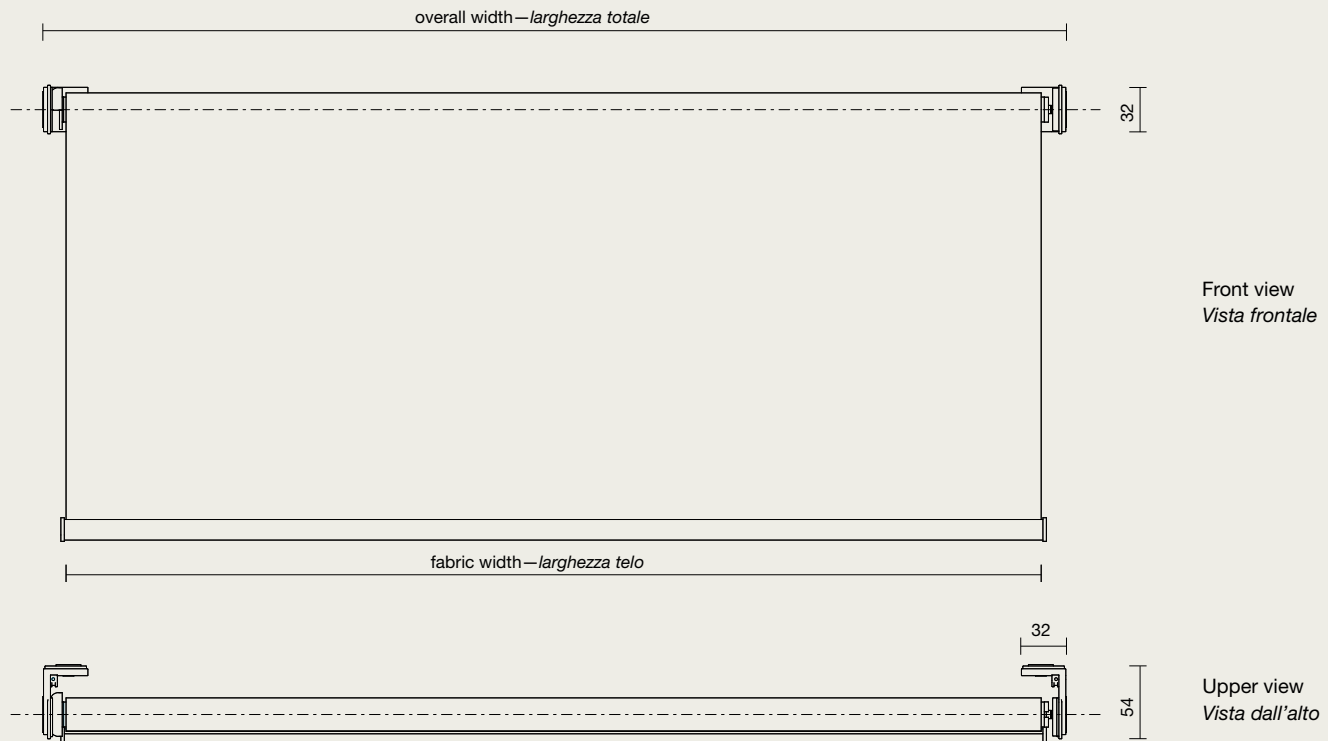 overall width—larghezza totale
32
Front view
Vista frontale
fabric width—larghezza telo
32
54
Upper view
Vista dall'alto